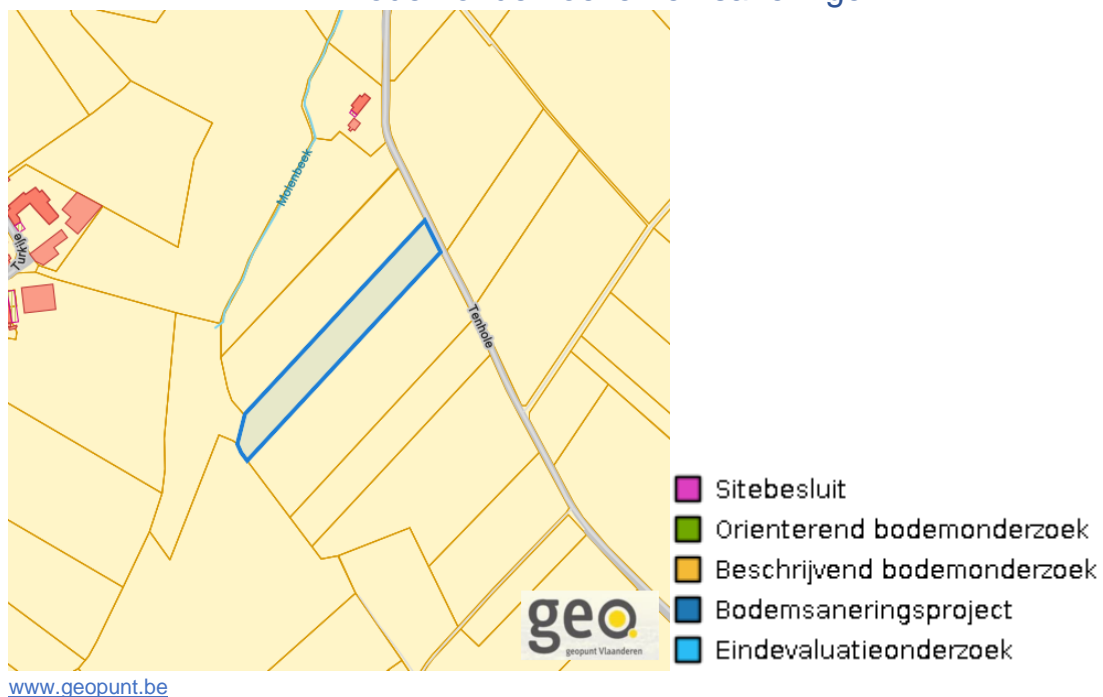 Molenbeek
Turkije
Tenhole
Sitebesluit
Orienterend bodemonderzoek
Beschrijvend bodemonderzoek
Bodemsaneringsproject
Eindevaluatieonderzoek
geo.
geopunt Vlaanderen
www.geopunt.be